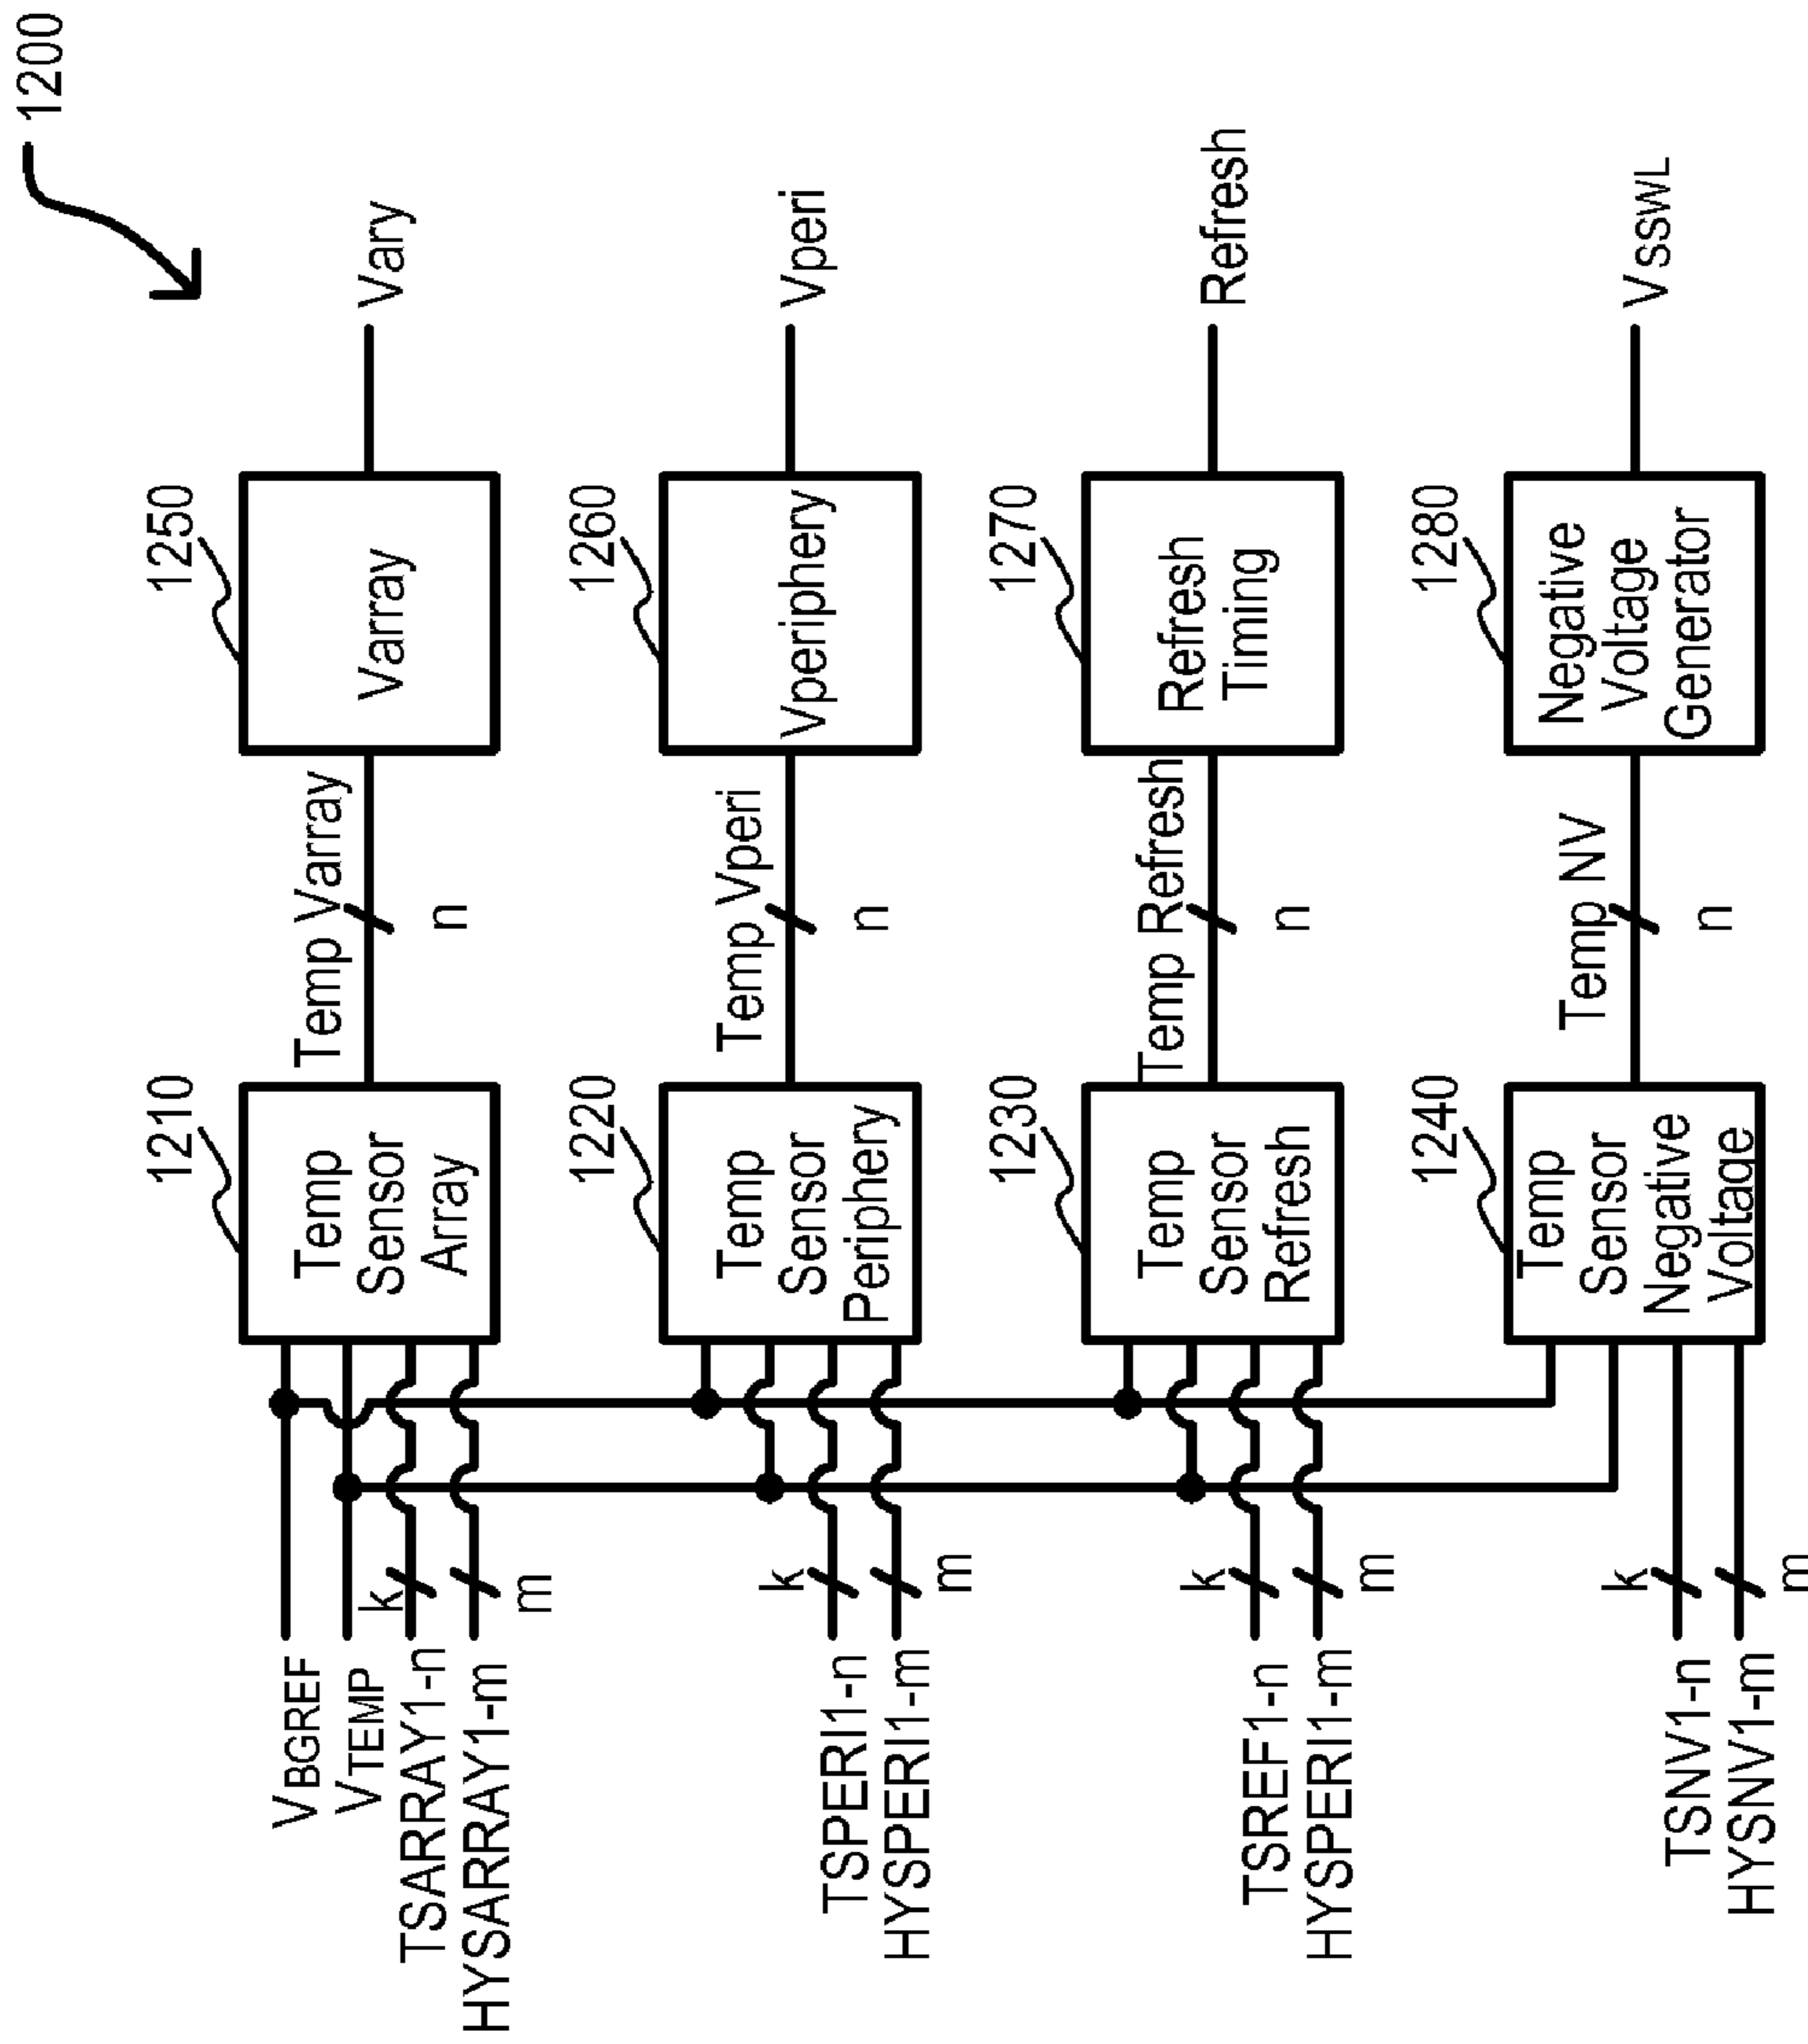 1200
1210
Temp
Sensor
Array
Temp Varray
n
1250
Varray
Vary
VBGREF
VTEMP
TSARRAY1-n
k
HYSARRAY1-m
m
1220
Temp
Sensor
Periphery
Temp Vperi
n
1260
Vperiphery
Vperi
TSPERI1-n
k
HYSPERI1-m
m
1230
Temp
Sensor
Refresh
Temp Refresh
n
1270
Refresh
Timing
Refresh
TSREF1-n
k
HYSPERI1-m
m
1240
Temp
Sensor
Negative
Voltage
Temp NV
n
1280
Negative
Voltage
Generator
VSSWL
TSNV1-n
k
HYSNV1-m
m